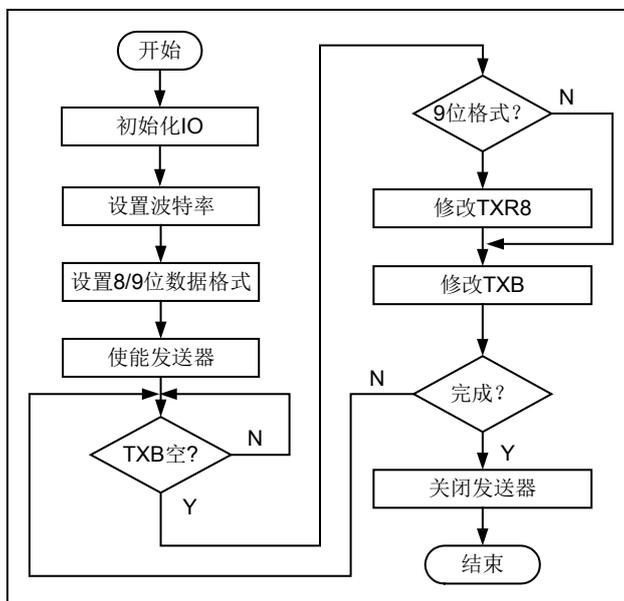 开始
初始化IO
设置波特率
设置8/9位数据格式
使能发送器
TXB空?
N
Y
9位格式？
N
修改TXR8
修改TXB
完成？
N
Y
关闭发送器
结束